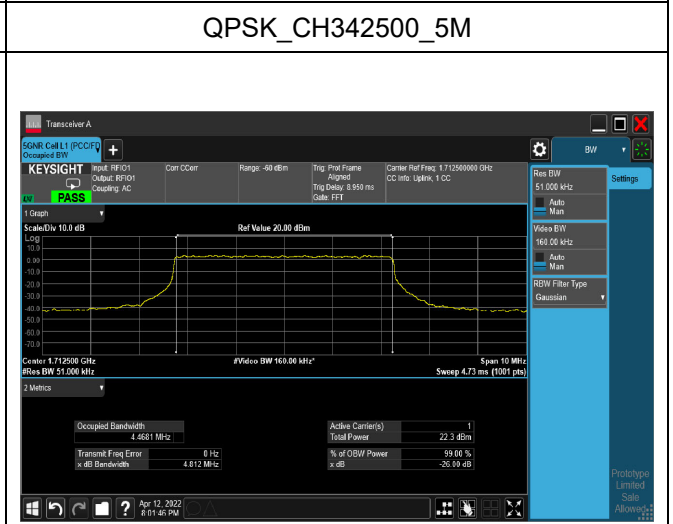 QPSK_CH342500_5M
Transceiver A
5GNR Cell L1 (PCC/FD
Occupied BW
BW
KEYSIGHT
Input: RFIO1
Output: RFIO1
Coupling: AC
Corr CCorr
Range: -60 dBm
Trig: Prot Frame
Aligned
Trig Delay: 8.950 ms
Gate: FFT
Carrier Ref Freq: 1.712500000 GHz
CC Info: Uplink, 1 CC
PASS
Res BW
51.000 kHz
Auto
Man
Settings
1 Graph
Scale/Div 10.0 dB
Ref Value 20.00 dBm
Log
10.0
0.00
-10.0
-20.0
-30.0
-40.0
-50.0
-60.0
-70.0
Video BW
160.00 kHz
Auto
Man
RBW Filter Type
Gaussian
Center 1.712500 GHz
#Video BW 160.00 kHz*
Span 10 MHz
#Res BW 51.000 kHz
Sweep 4.73 ms (1001 pts)
2 Metrics
Occupied Bandwidth
4.4681 MHz
Transmit Freq Error 0 Hz
x dB Bandwidth 4.812 MHz
Active Carrier(s) 1
Total Power 22.3 dBm
% of OBW Power 99.00 %
x dB -26.00 dB
Prototype
Limited
Sale
Allowed
Apr 12, 2022
8:01:46 PM